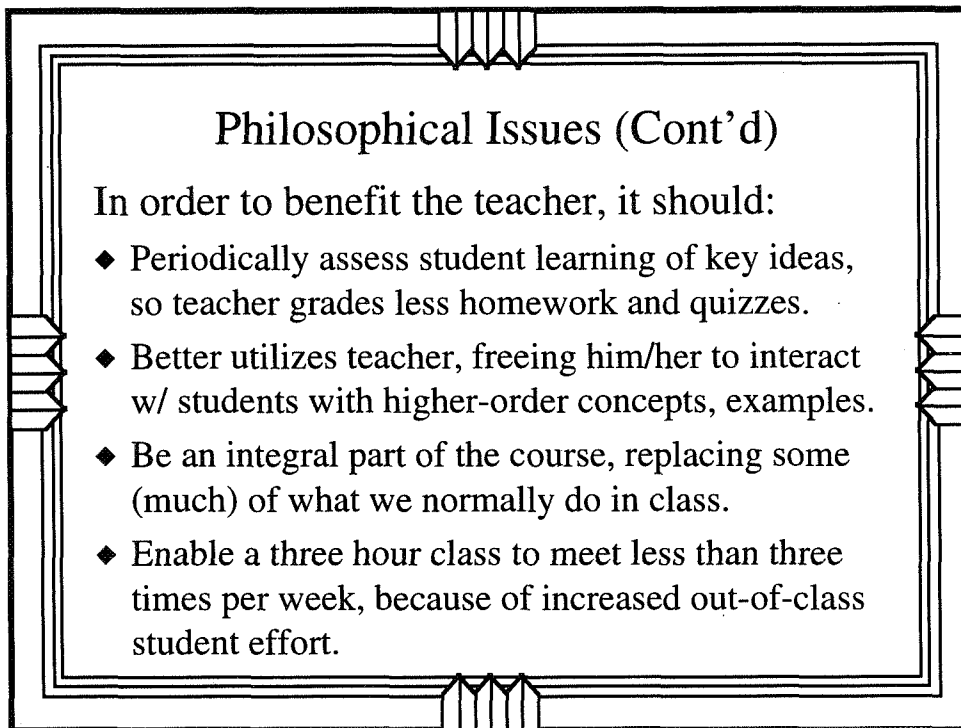 Philosophical Issues (Cont'd)
In order to benefit the teacher, it should:
◆ Periodically assess student learning of key ideas,
so teacher grades less homework and quizzes.
◆ Better utilizes teacher, freeing him/her to interact
w/ students with higher-order concepts, examples.
◆ Be an integral part of the course, replacing some
(much) of what we normally do in class.
◆ Enable a three hour class to meet less than three
times per week, because of increased out-of-class
student effort.